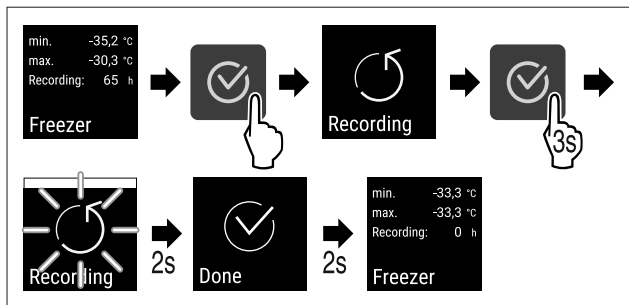 min. -35,2 °C
max. -30,3 °C
Recording: 65 h
Freezer
Recording
3s
Recording
2s
Done
2s
min. -33,3 °C
max. -33,3 °C
Recording: 0 h
Freezer